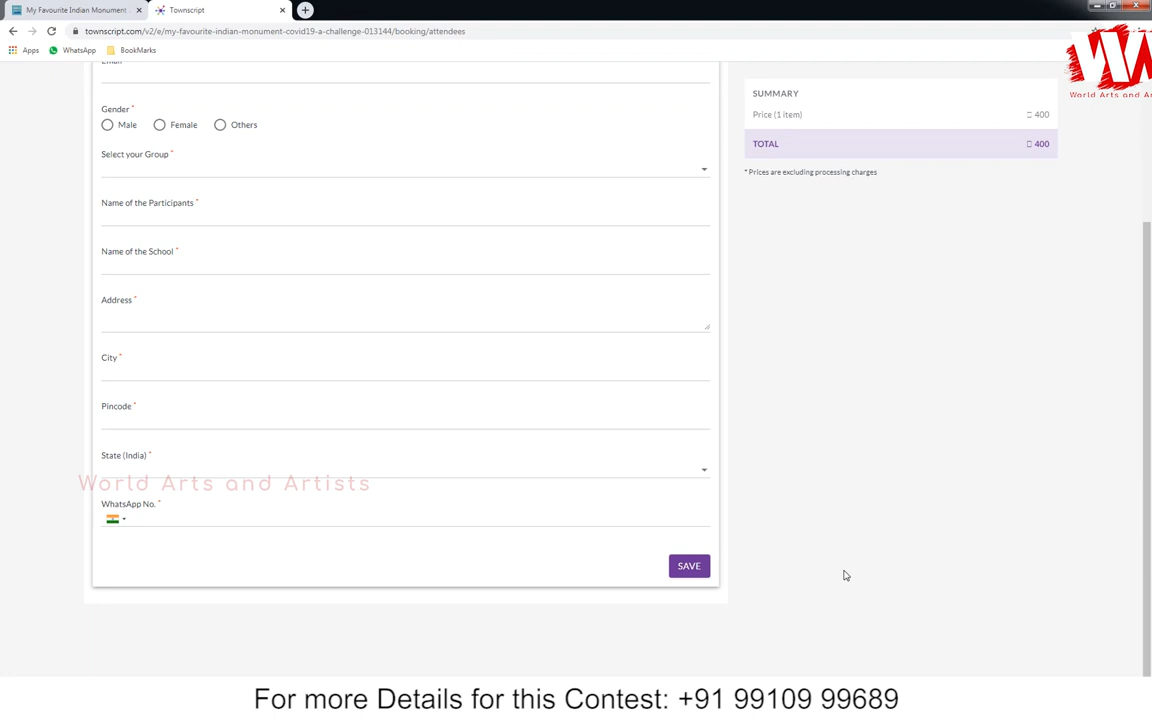 My Favourite Indian Monument
Townscript
townscript.com/v2/e/my-favourite-indian-monument-covid19-a-challenge-013144/booking/attendees
Apps WhatsApp BookMarks
World Arts and Ar
Email
Gender *
Male Female Others
Select your Group *
Name of the Participants *
Name of the School *
Address *
City *
Pincode *
State (India) *
World Arts and Artists
WhatsApp No. *
SAVE
SUMMARY
Price (1 item) 400
TOTAL 400
* Prices are excluding processing charges
For more Details for this Contest: +91 99109 99689